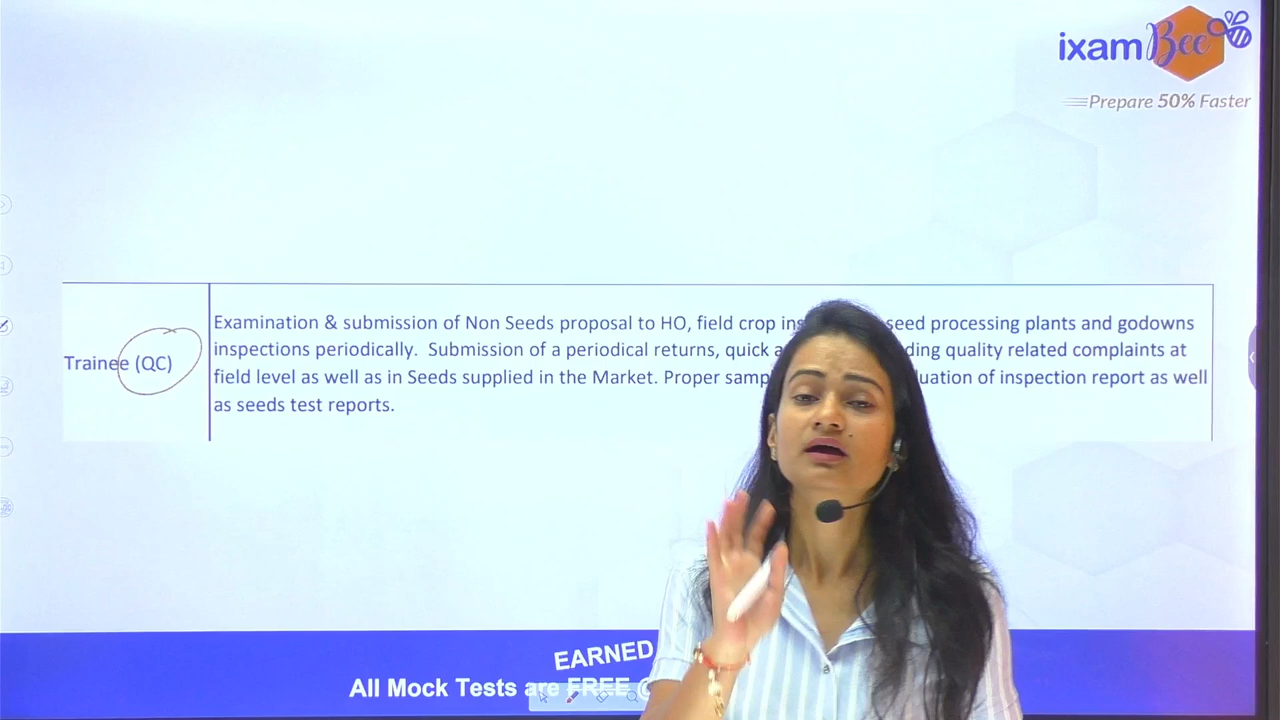 ixamBee
Prepare 50% Faster
Examination & submission of Non Seeds proposal to HO, field crop ins seed processing plants and godowns
Trainee (QC)
inspections periodically. Submission of a periodical returns, quick a ding quality related complaints at
field level as well as in Seeds supplied in the Market. Proper samp luation of inspection report as well
as seeds test reports.
EARNED
All Mock Tests are FREE @